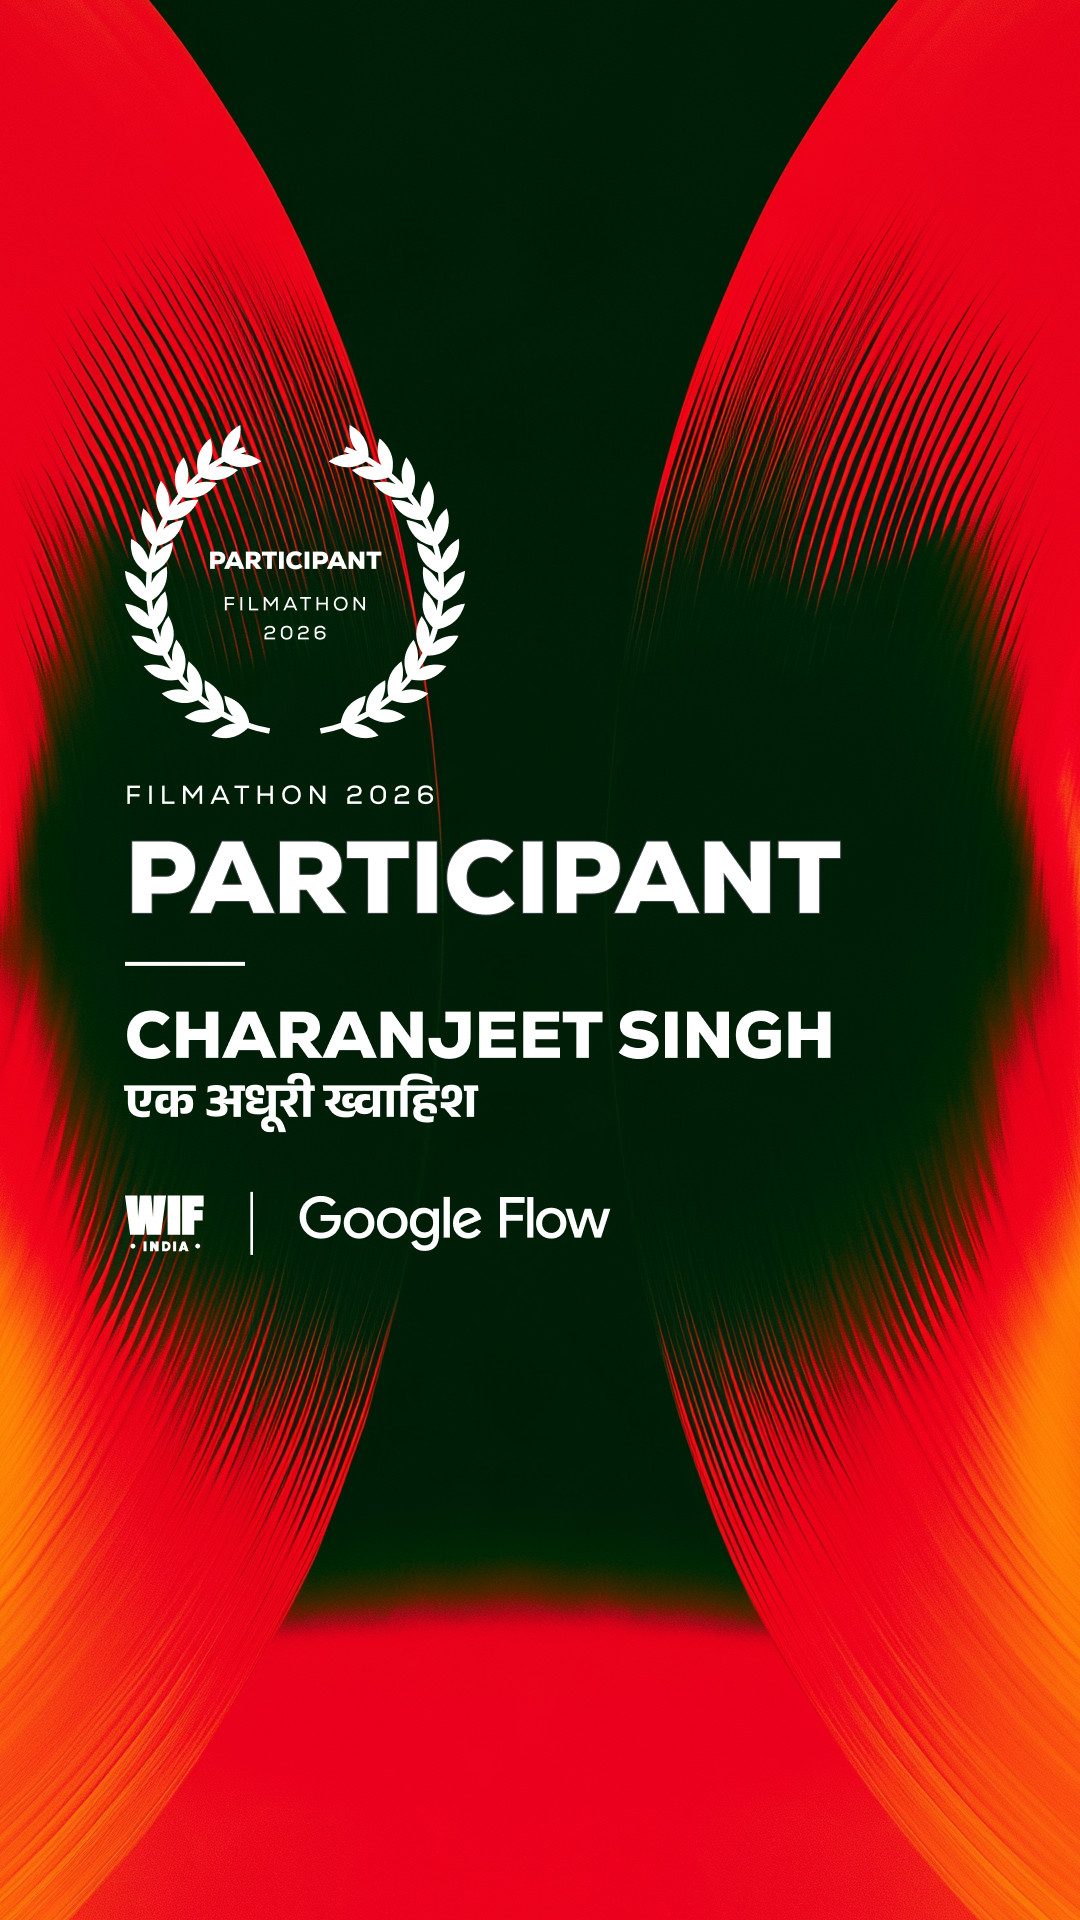 PARTICIPANT
FILMATHON
2026
FILMATHON 2026
PARTICIPANT
CHARANJEET SINGH
एक अधूरी ख्वाहिश
WIF
• INDIA •
Google Flow